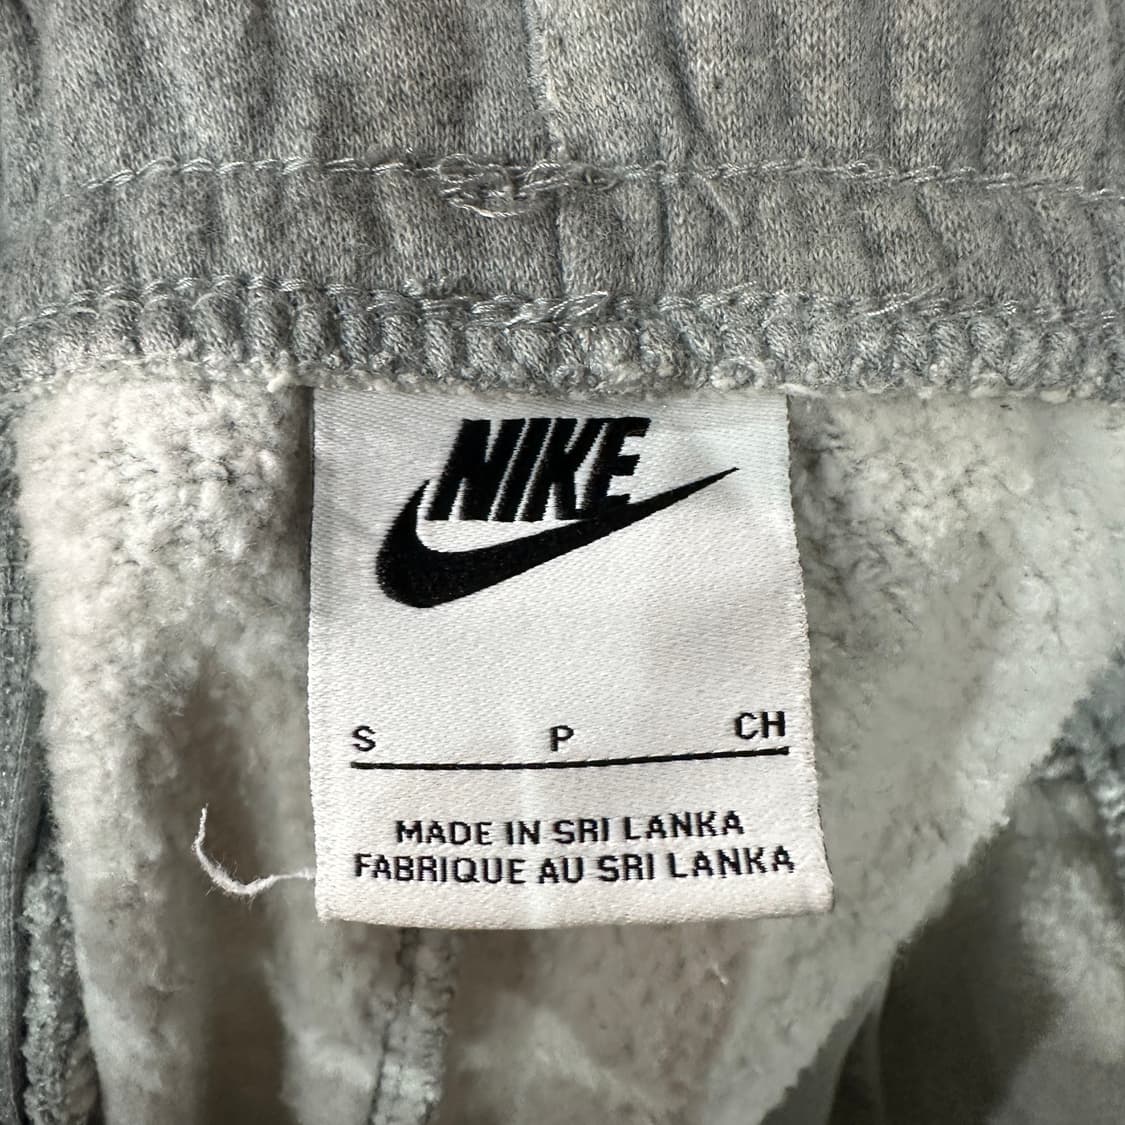 NIKE
S P CH
MADE IN SRI LANKA
FABRIQUE AU SRI LANKA